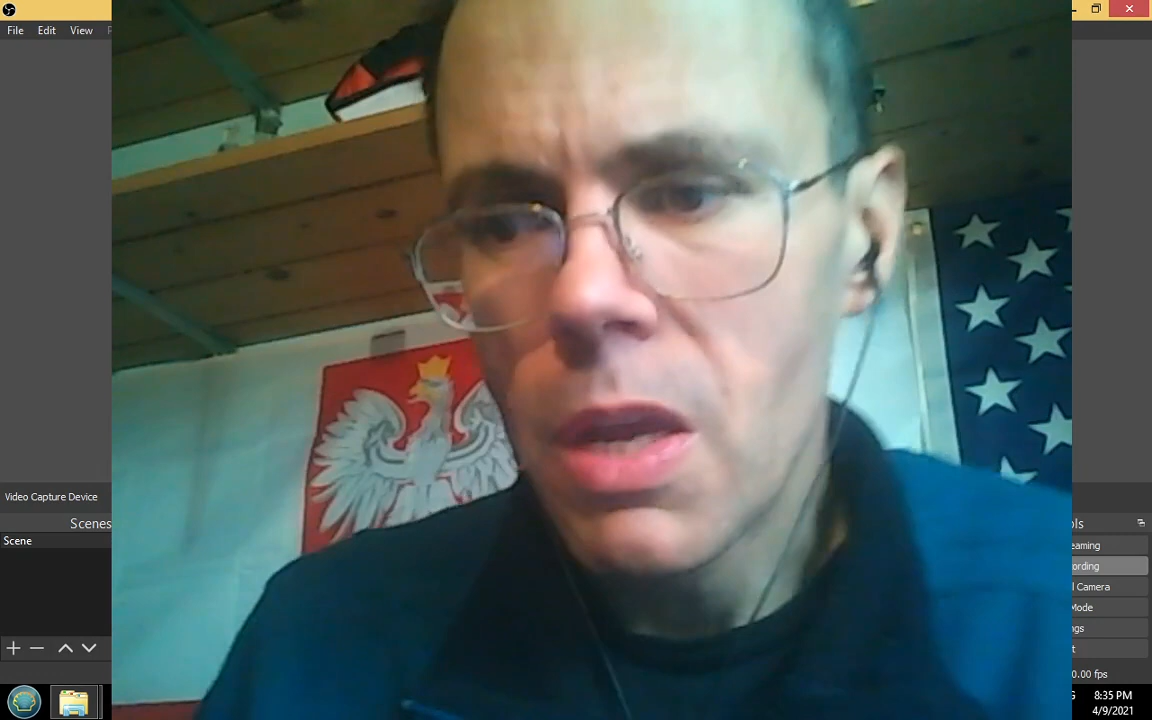 File Edit View
Video Capture Device
Scenes
Scene
ols
eaming
ording
l Camera
Mode
ngs
t
0.00 fps
G 8:35 PM
4/9/2021